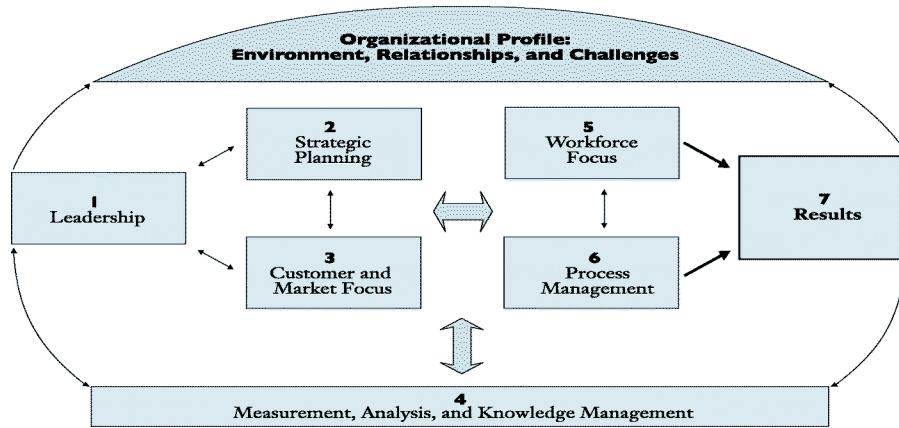 Organizational Profile:
Environment, Relationships, and Challenges
2
Strategic
Planning
5
Workforce
Focus
1
Leadership
7
Results
3
Customer and
Market Focus
6
Process
Management
4
Measurement, Analysis, and Knowledge Management